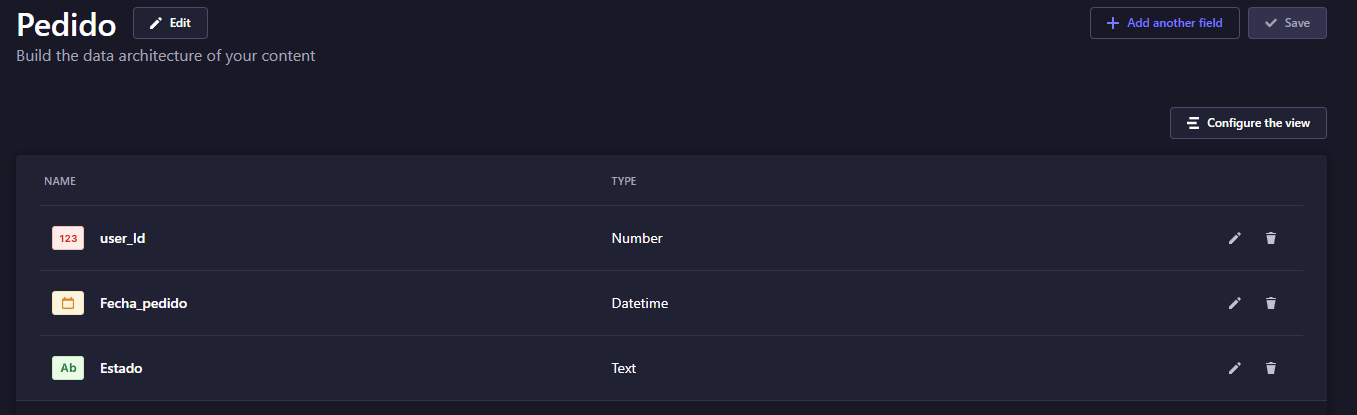 Pedido Edit + Add another field Save
Build the data architecture of your content
Configure the view
NAME TYPE
123 user_Id Number
Fecha_pedido Datetime
Ab Estado Text